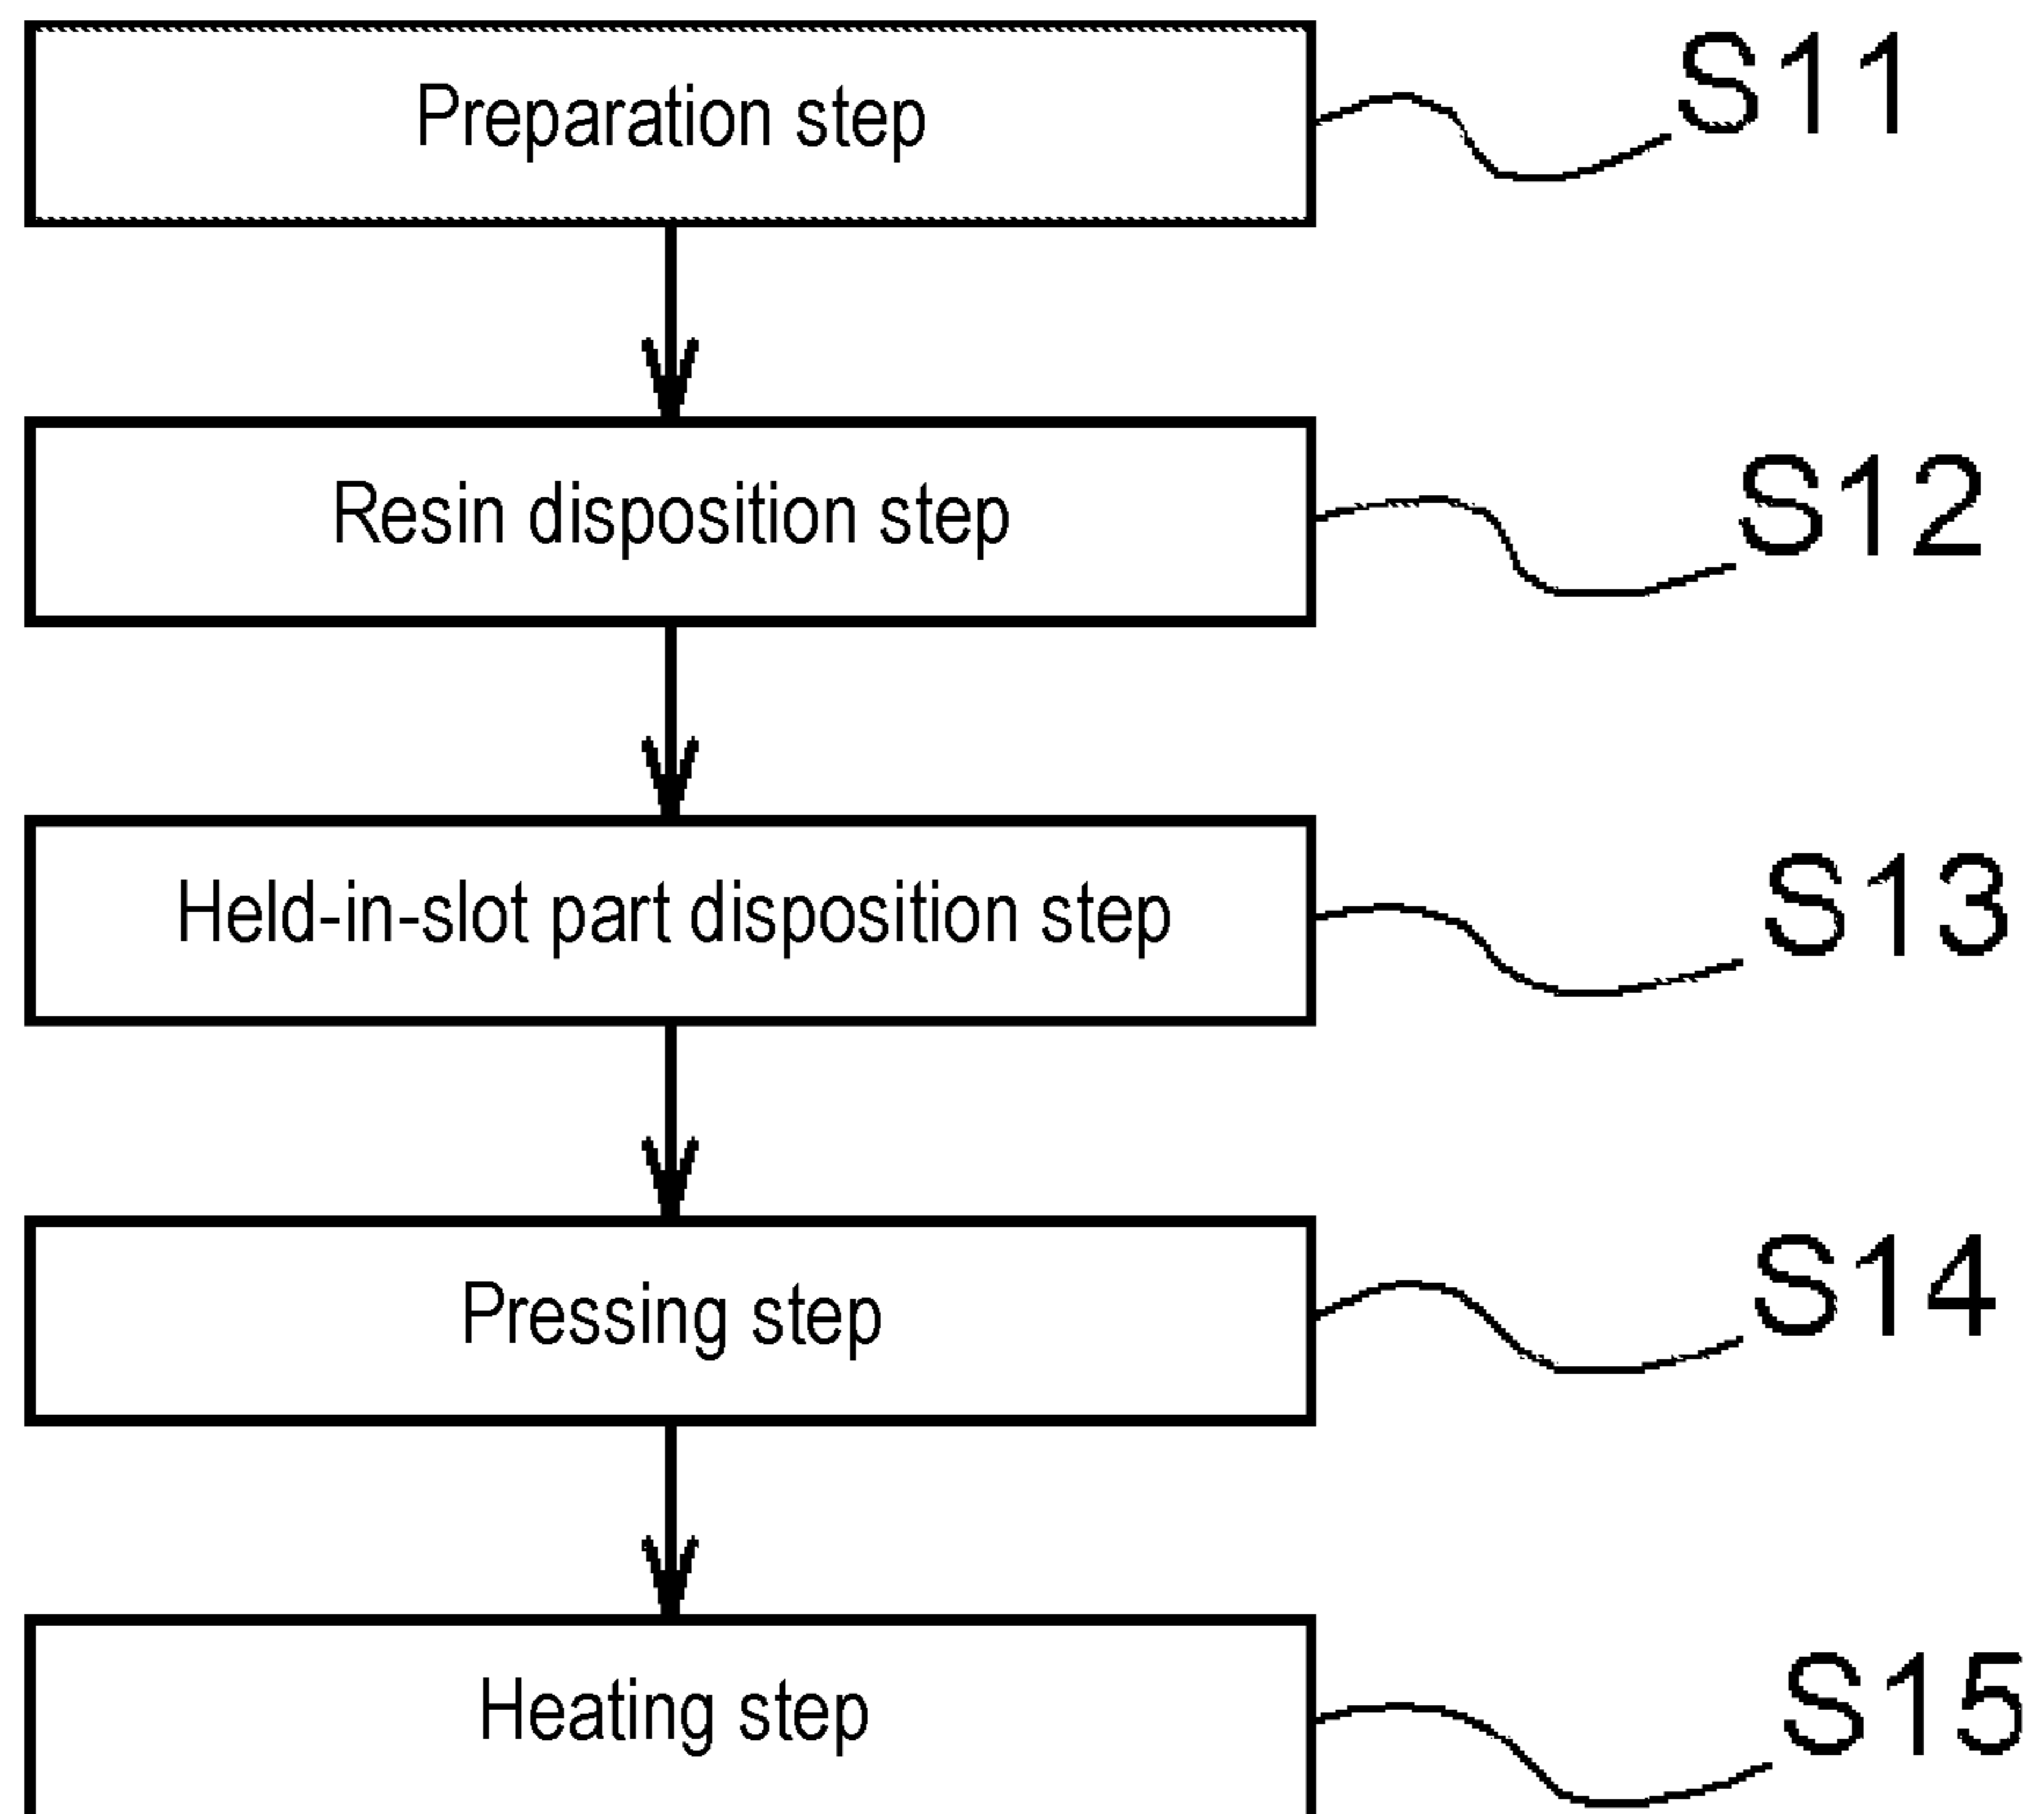 Preparation step S11
Resin disposition step S12
Held-in-slot part disposition step S13
Pressing step S14
Heating step S15